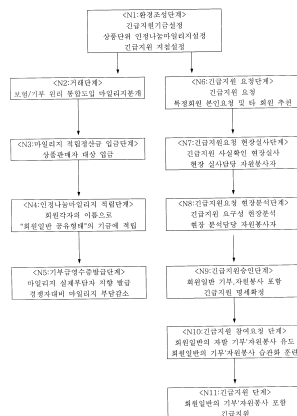 <N1:환경조성단계>
긴급지원기금설정
상품단위 인정나눔마일리지설정
긴급지원 거점설정
<N2:거래단계>
보험/기부 원리 통합도입 마일리지분개
<N3:마일리지 적립정산금 입금단계>
상품판매자 대상 입금
<N4:인정나눔마일리지 적립단계>
회원각자의 이름으로
"회원일반 공유형태"의 기금에 적립
<N5:기부금영수증발급단계>
마일리지 실제부담자 지향 발급
경쟁자대비 마일리지 부담감소
<N6:긴급지원 요청단계>
긴급지원 요청
특정회원 본인요청 및 타 회원 추천
<N7:긴급지원요청 현장실사단계>
긴급지원 사실확인 현장실사
현장 실사담당 자원봉사자
<N8:긴급지원요청 현장분석단계>
긴급지원 요구성 현장분석
현장 분석담당 자원봉사자
<N9:긴급지원승인단계>
회원일반 기부,자원봉사 포함
긴급지원 명세확정
<N10:긴급지원 참여요청 단계>
회원일반의 자발 기부'자원봉사 유도
회원일반의 기부'자원봉사 습관화 훈련
<N11:긴급지원 단계>
회원일반의 기부'자원봉사 포함
긴급지원